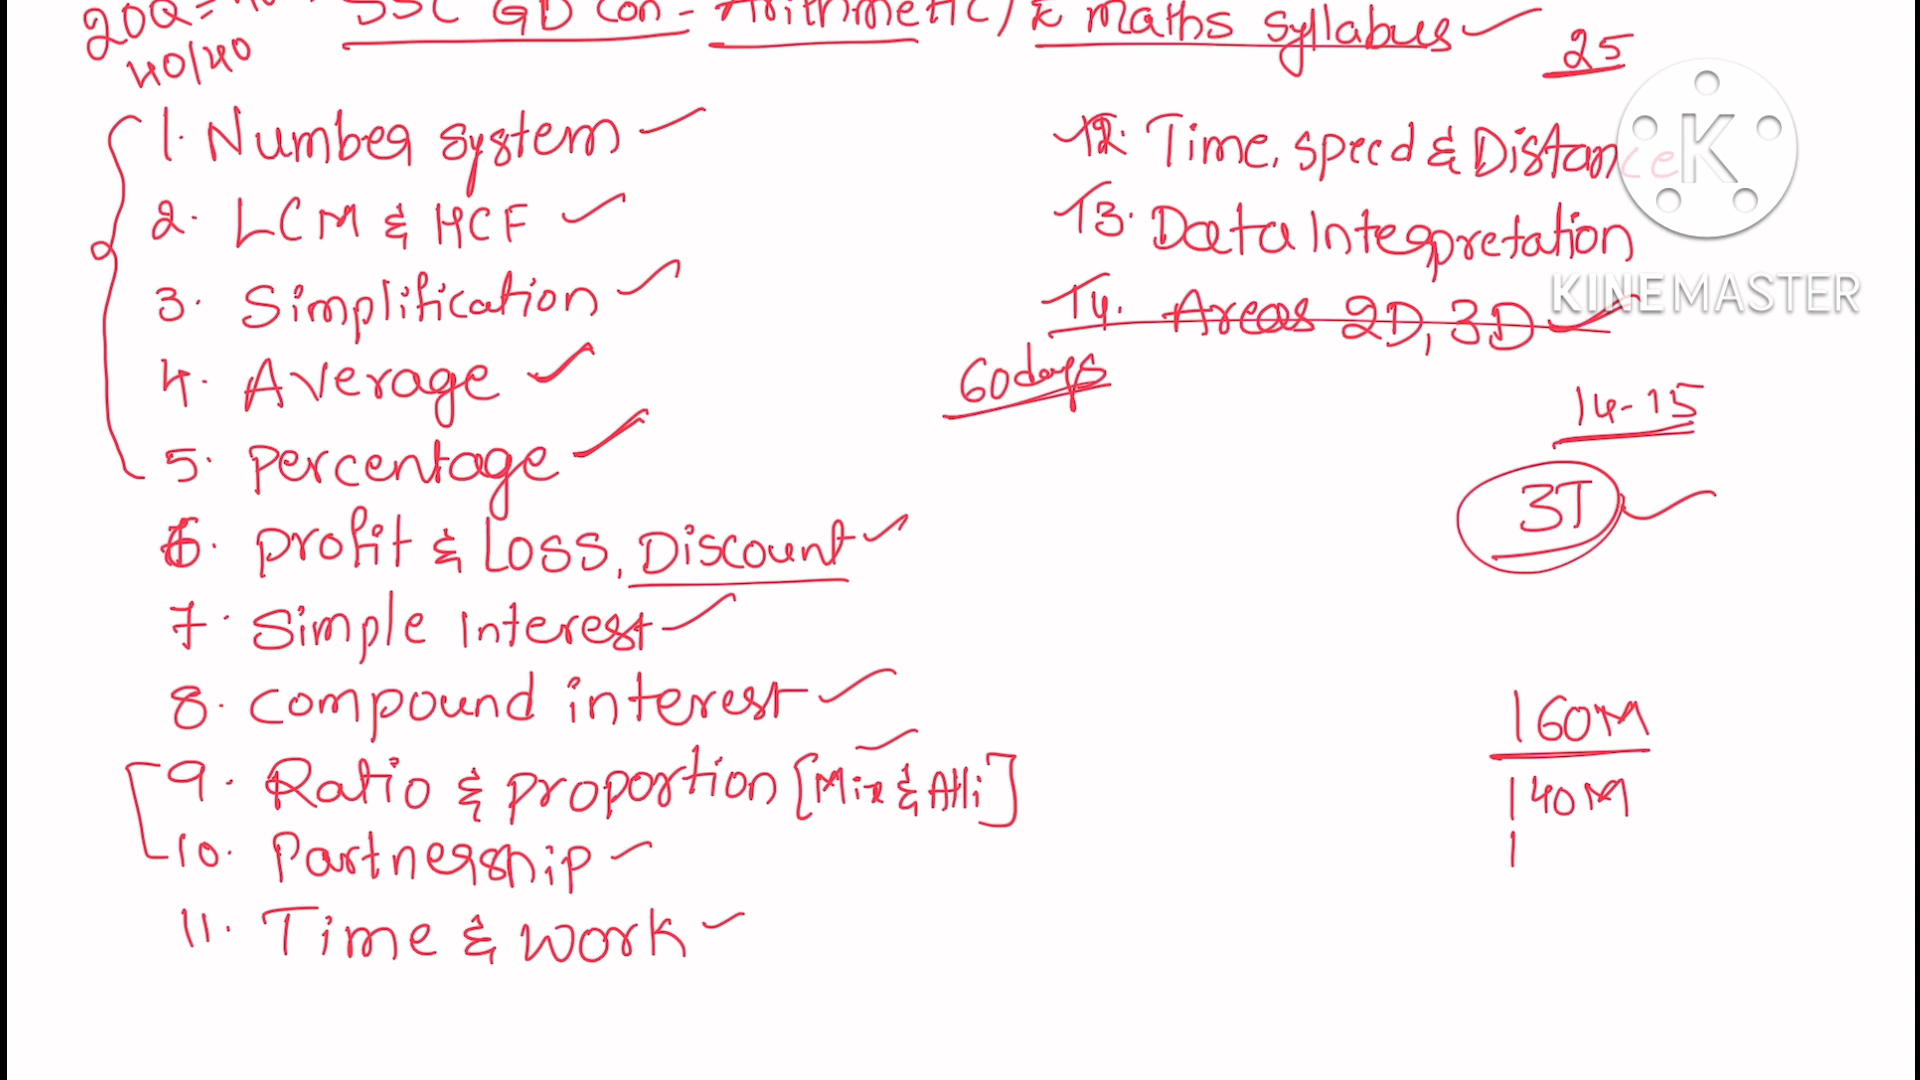 20Q= SSC GD Con - Arithmetic / Maths syllabus
40/40
25
1. Number system
2. LCM & HCF
3. Simplification
4. Average
5. percentage
6. profit & Loss, Discount
7. Simple Interest
8. compound interest
9. Ratio & proportion [Mix & Alli]
10. Partnership
11. Time & work
12. Time, speed & Distance
13. Data Interpretation
14. Areas 2D, 3D
60 days
14-15
3T
160M
140M
1
K
KINEMASTER